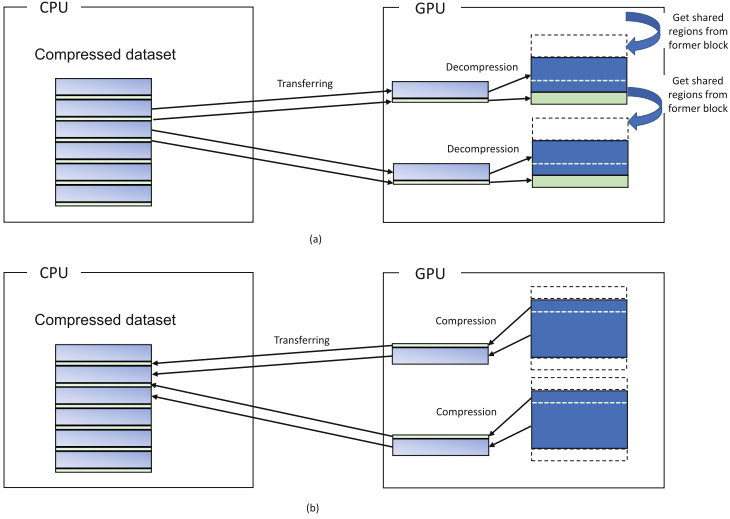 CPU
GPU
Compressed dataset
Transferring
Decompression
Get shared
regions from
former block
Get shared
regions from
former block
Decompression
(a)
CPU
GPU
Compressed dataset
Transferring
Compression
Compression
(b)